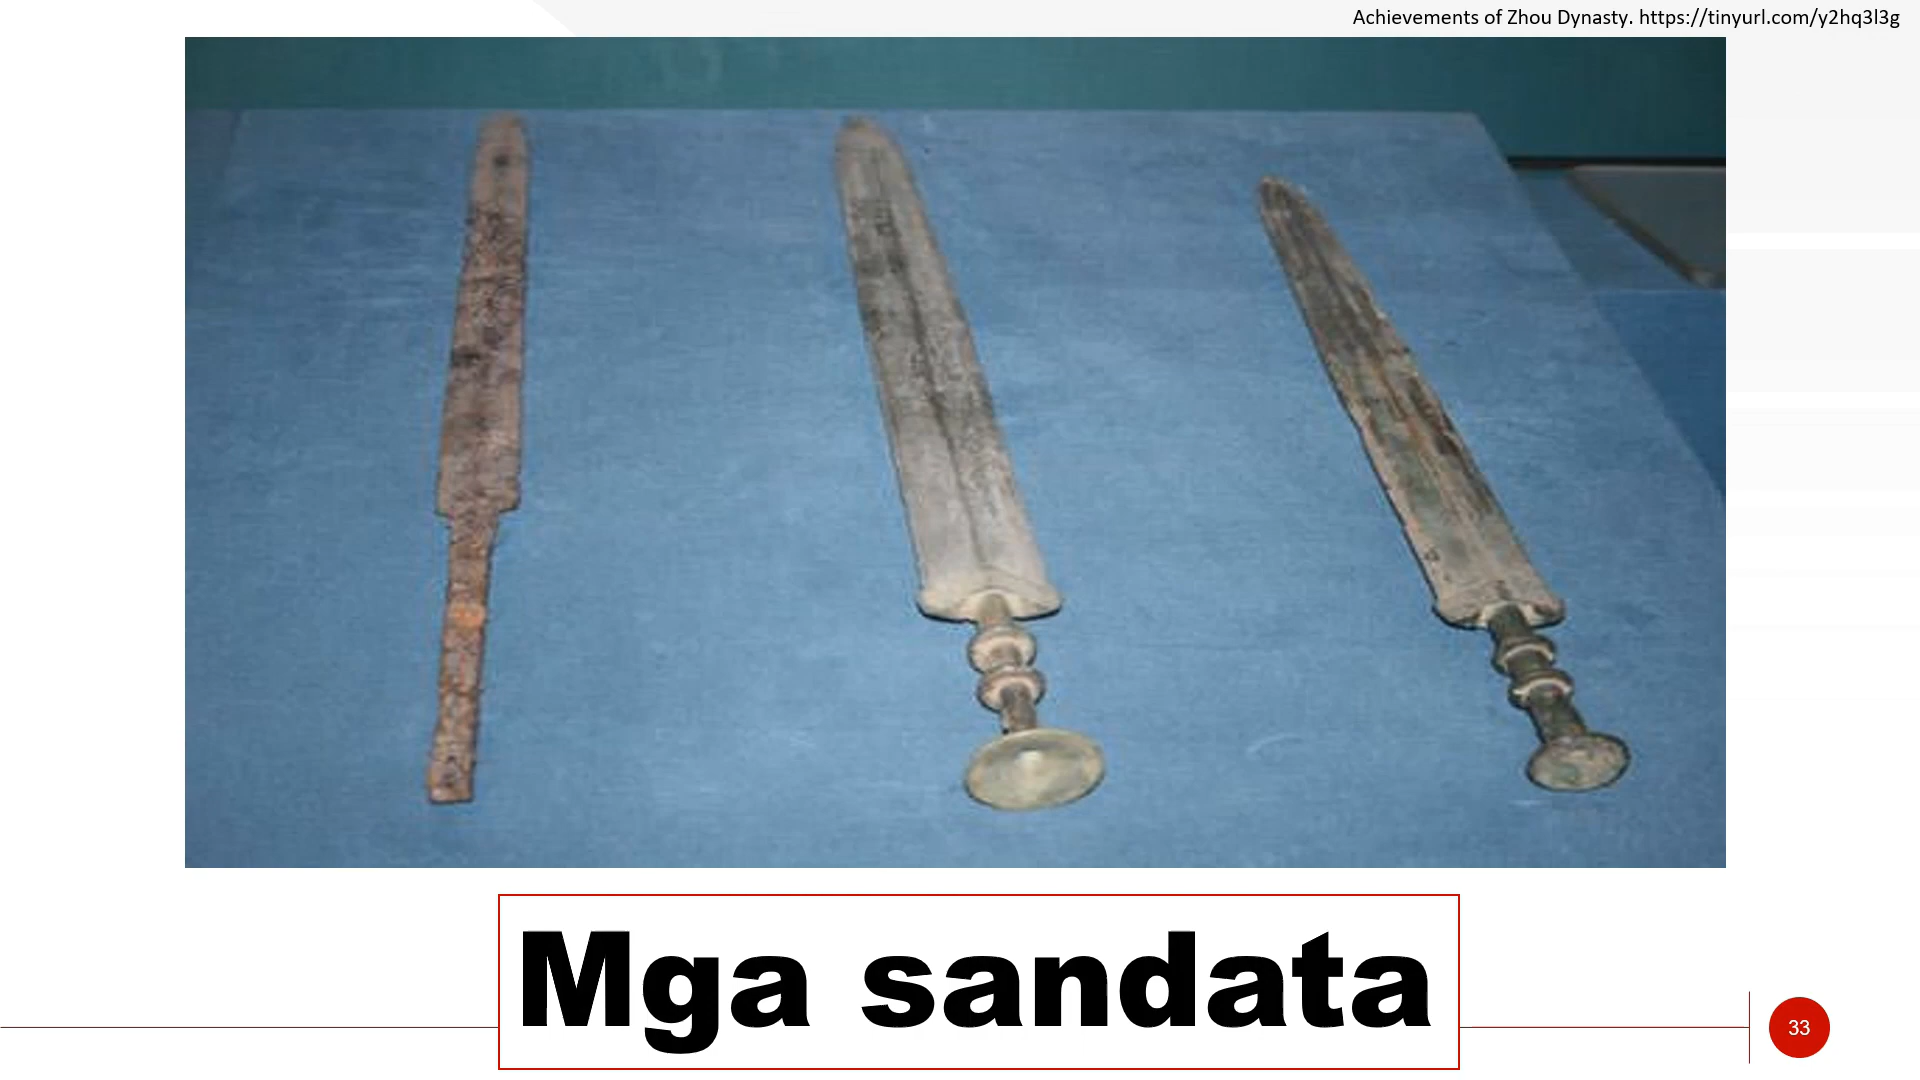 Achievements of Zhou Dynasty. https://tinyurl.com/y2hq3l3g
Mga sandata
33